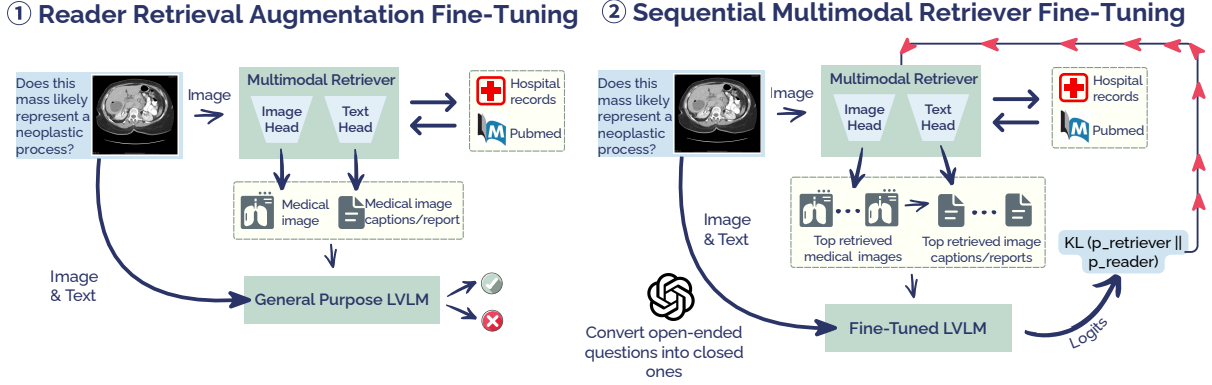 ① Reader Retrieval Augmentation Fine-Tuning
Does this
mass likely
represent a
neoplastic
process?
Image
Multimodal Retriever
Image
Head
Text
Head
Hospital
records
Pubmed
Medical
image
Medical image
captions/report
Image
& Text
General Purpose LVLM
② Sequential Multimodal Retriever Fine-Tuning
Does this
mass likely
represent a
neoplastic
process?
Image
Multimodal Retriever
Image
Head
Text
Head
Hospital
records
M
Pubmed
Top retrieved
medical images
Top retrieved image
captions/reports
Image
& Text
KL (p_retriever ||
p_reader)
Convert open-ended
questions into closed
ones
Fine-Tuned LVLM
Logits